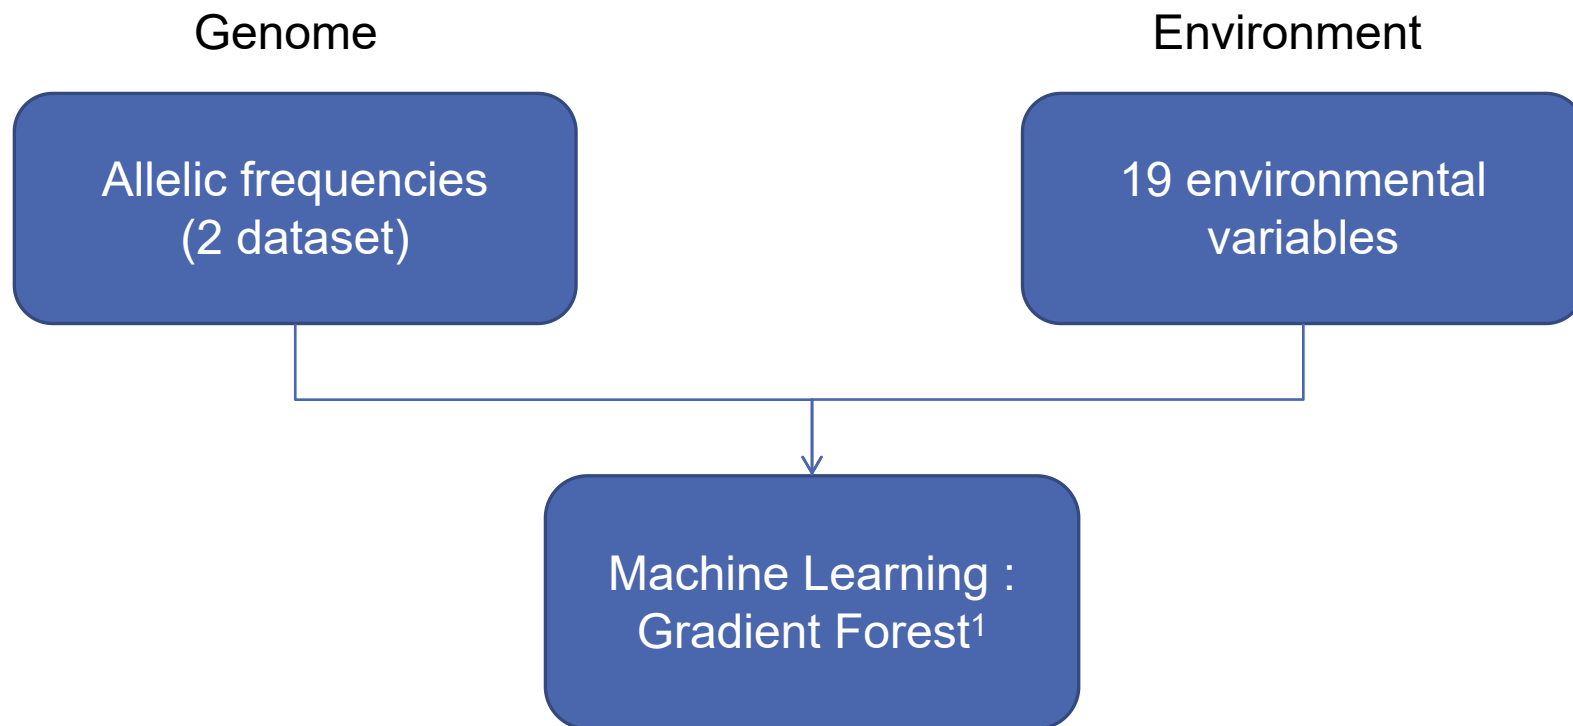 Genome
Environment
Allelic frequencies
(2 dataset)
19 environmental
variables
Machine Learning :
Gradient Forest¹